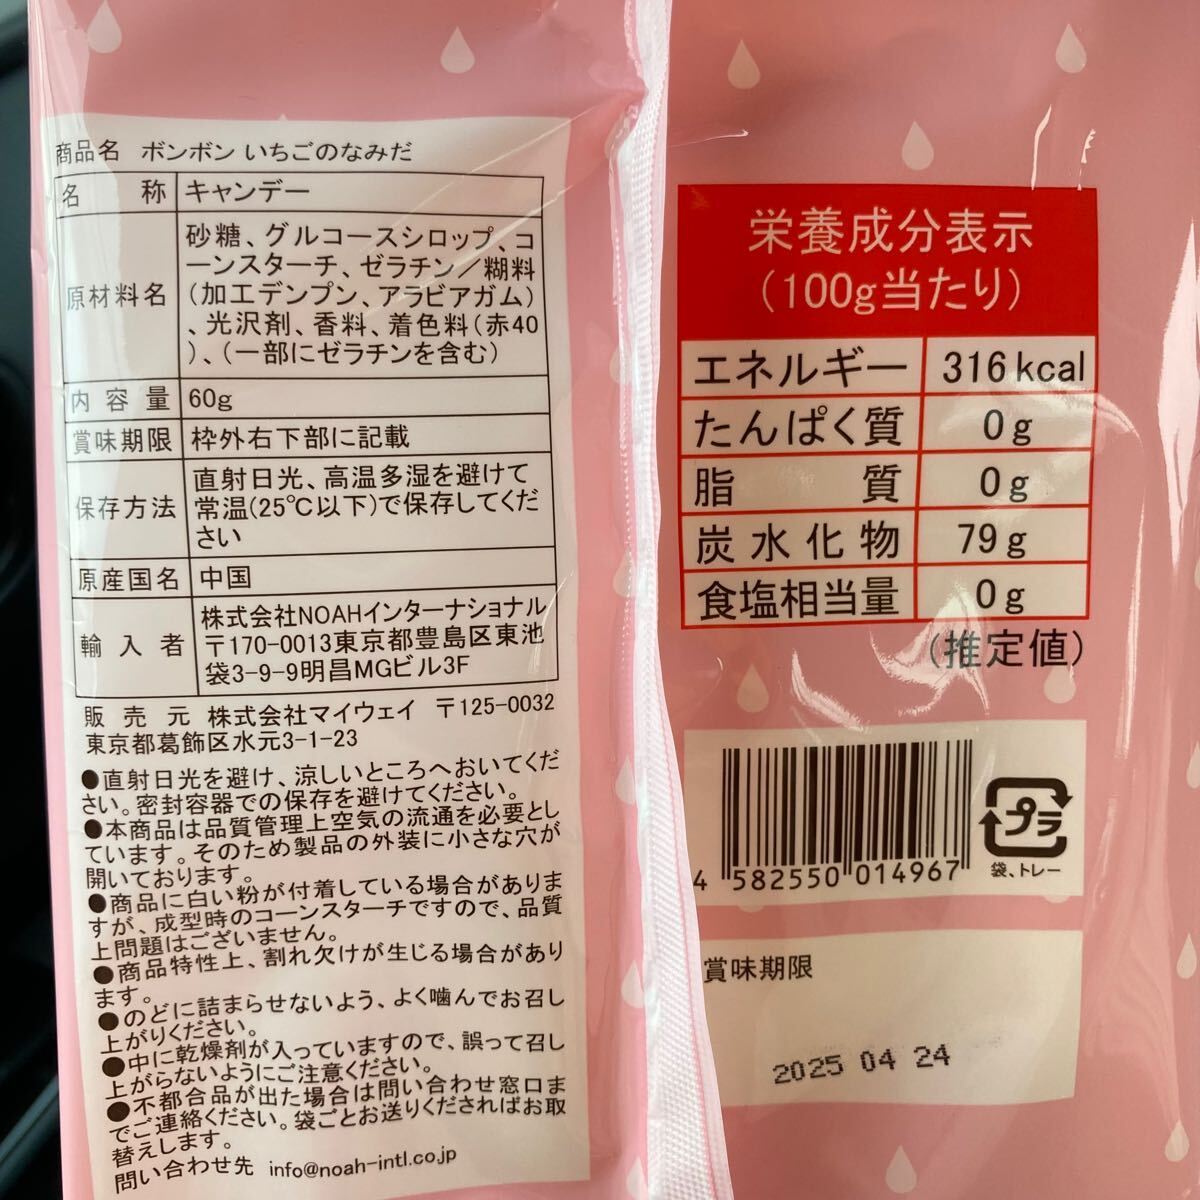 商品名 ボンボン いちごのなみだ
名称 キャンデー
原材料名 砂糖、グルコースシロップ、コ
ーンスターチ、ゼラチン／糊料
(加工デンプン、アラビアガム)
、光沢剤、香料、着色料(赤40
)、(一部にゼラチンを含む)
内容量 60g
賞味期限 枠外右下部に記載
保存方法 直射日光、高温多湿を避けて
常温(25℃以下)で保存してくだ
さい
原産国名 中国
輸入者 株式会社NOAHインターナショナル
〒170-0013東京都豊島区東池
袋3-9-9明昌MGビル3F
販売元 株式会社マイウェイ 〒125-0032
東京都葛飾区水元3-1-23
●直射日光を避け、涼しいところへおいてくだ
さい。密封容器での保存を避けてください。
●本商品は品質管理上空気の流通を必要とし
ています。そのため製品の外装に小さな穴が
開いております。
●商品に白い粉が付着している場合がありま
すが、成型時のコーンスターチですので、品質
上問題はございません。
●商品特性上、割れ欠けが生じる場合があり
ます。
●のどに詰まらせないよう、よく噛んでお召し
上がりください。
●中に乾燥剤が入っていますので、誤って召し
上がらないようにご注意ください。
●不都合品が出た場合は問い合わせ窓口ま
でご連絡ください。袋ごとお送りくださればお取
替えします。
問い合わせ先 info@noah-intl.co.jp
栄養成分表示
(100g当たり)
エネルギー 316kcal
たんぱく質 0g
脂質 0g
炭水化物 79g
食塩相当量 0g
(推定値)
4 582550 014967
プラ
袋、トレー
賞味期限
2025 04 24